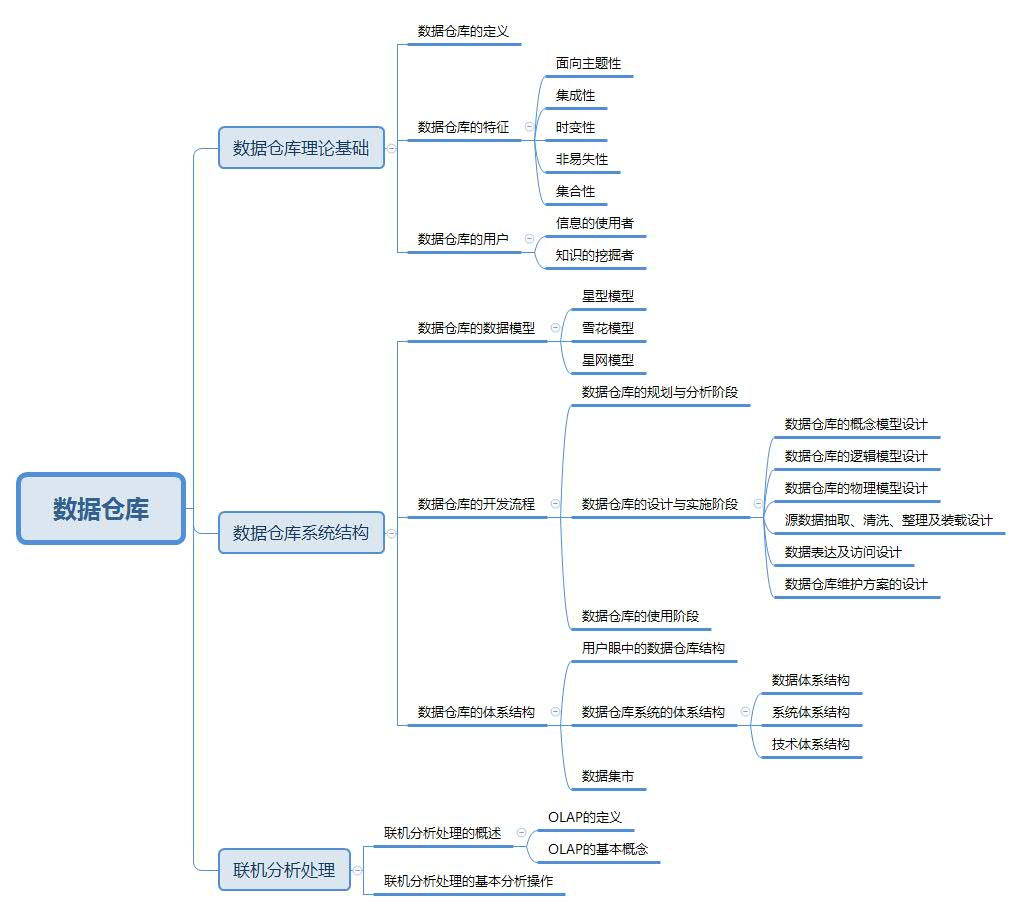 数据仓库
数据仓库理论基础
数据仓库的定义
数据仓库的特征
面向主题性
集成性
时变性
非易失性
集合性
数据仓库的用户
信息的使用者
知识的挖掘者
数据仓库系统结构
数据仓库的数据模型
星型模型
雪花模型
星网模型
数据仓库的开发流程
数据仓库的规划与分析阶段
数据仓库的设计与实施阶段
数据仓库的概念模型设计
数据仓库的逻辑模型设计
数据仓库的物理模型设计
源数据抽取、清洗、整理及装载设计
数据表达及访问设计
数据仓库维护方案的设计
数据仓库的使用阶段
数据仓库的体系结构
用户眼中的数据仓库结构
数据仓库系统的体系结构
数据体系结构
系统体系结构
技术体系结构
数据集市
联机分析处理
联机分析处理的概述
OLAP的定义
OLAP的基本概念
联机分析处理的基本分析操作